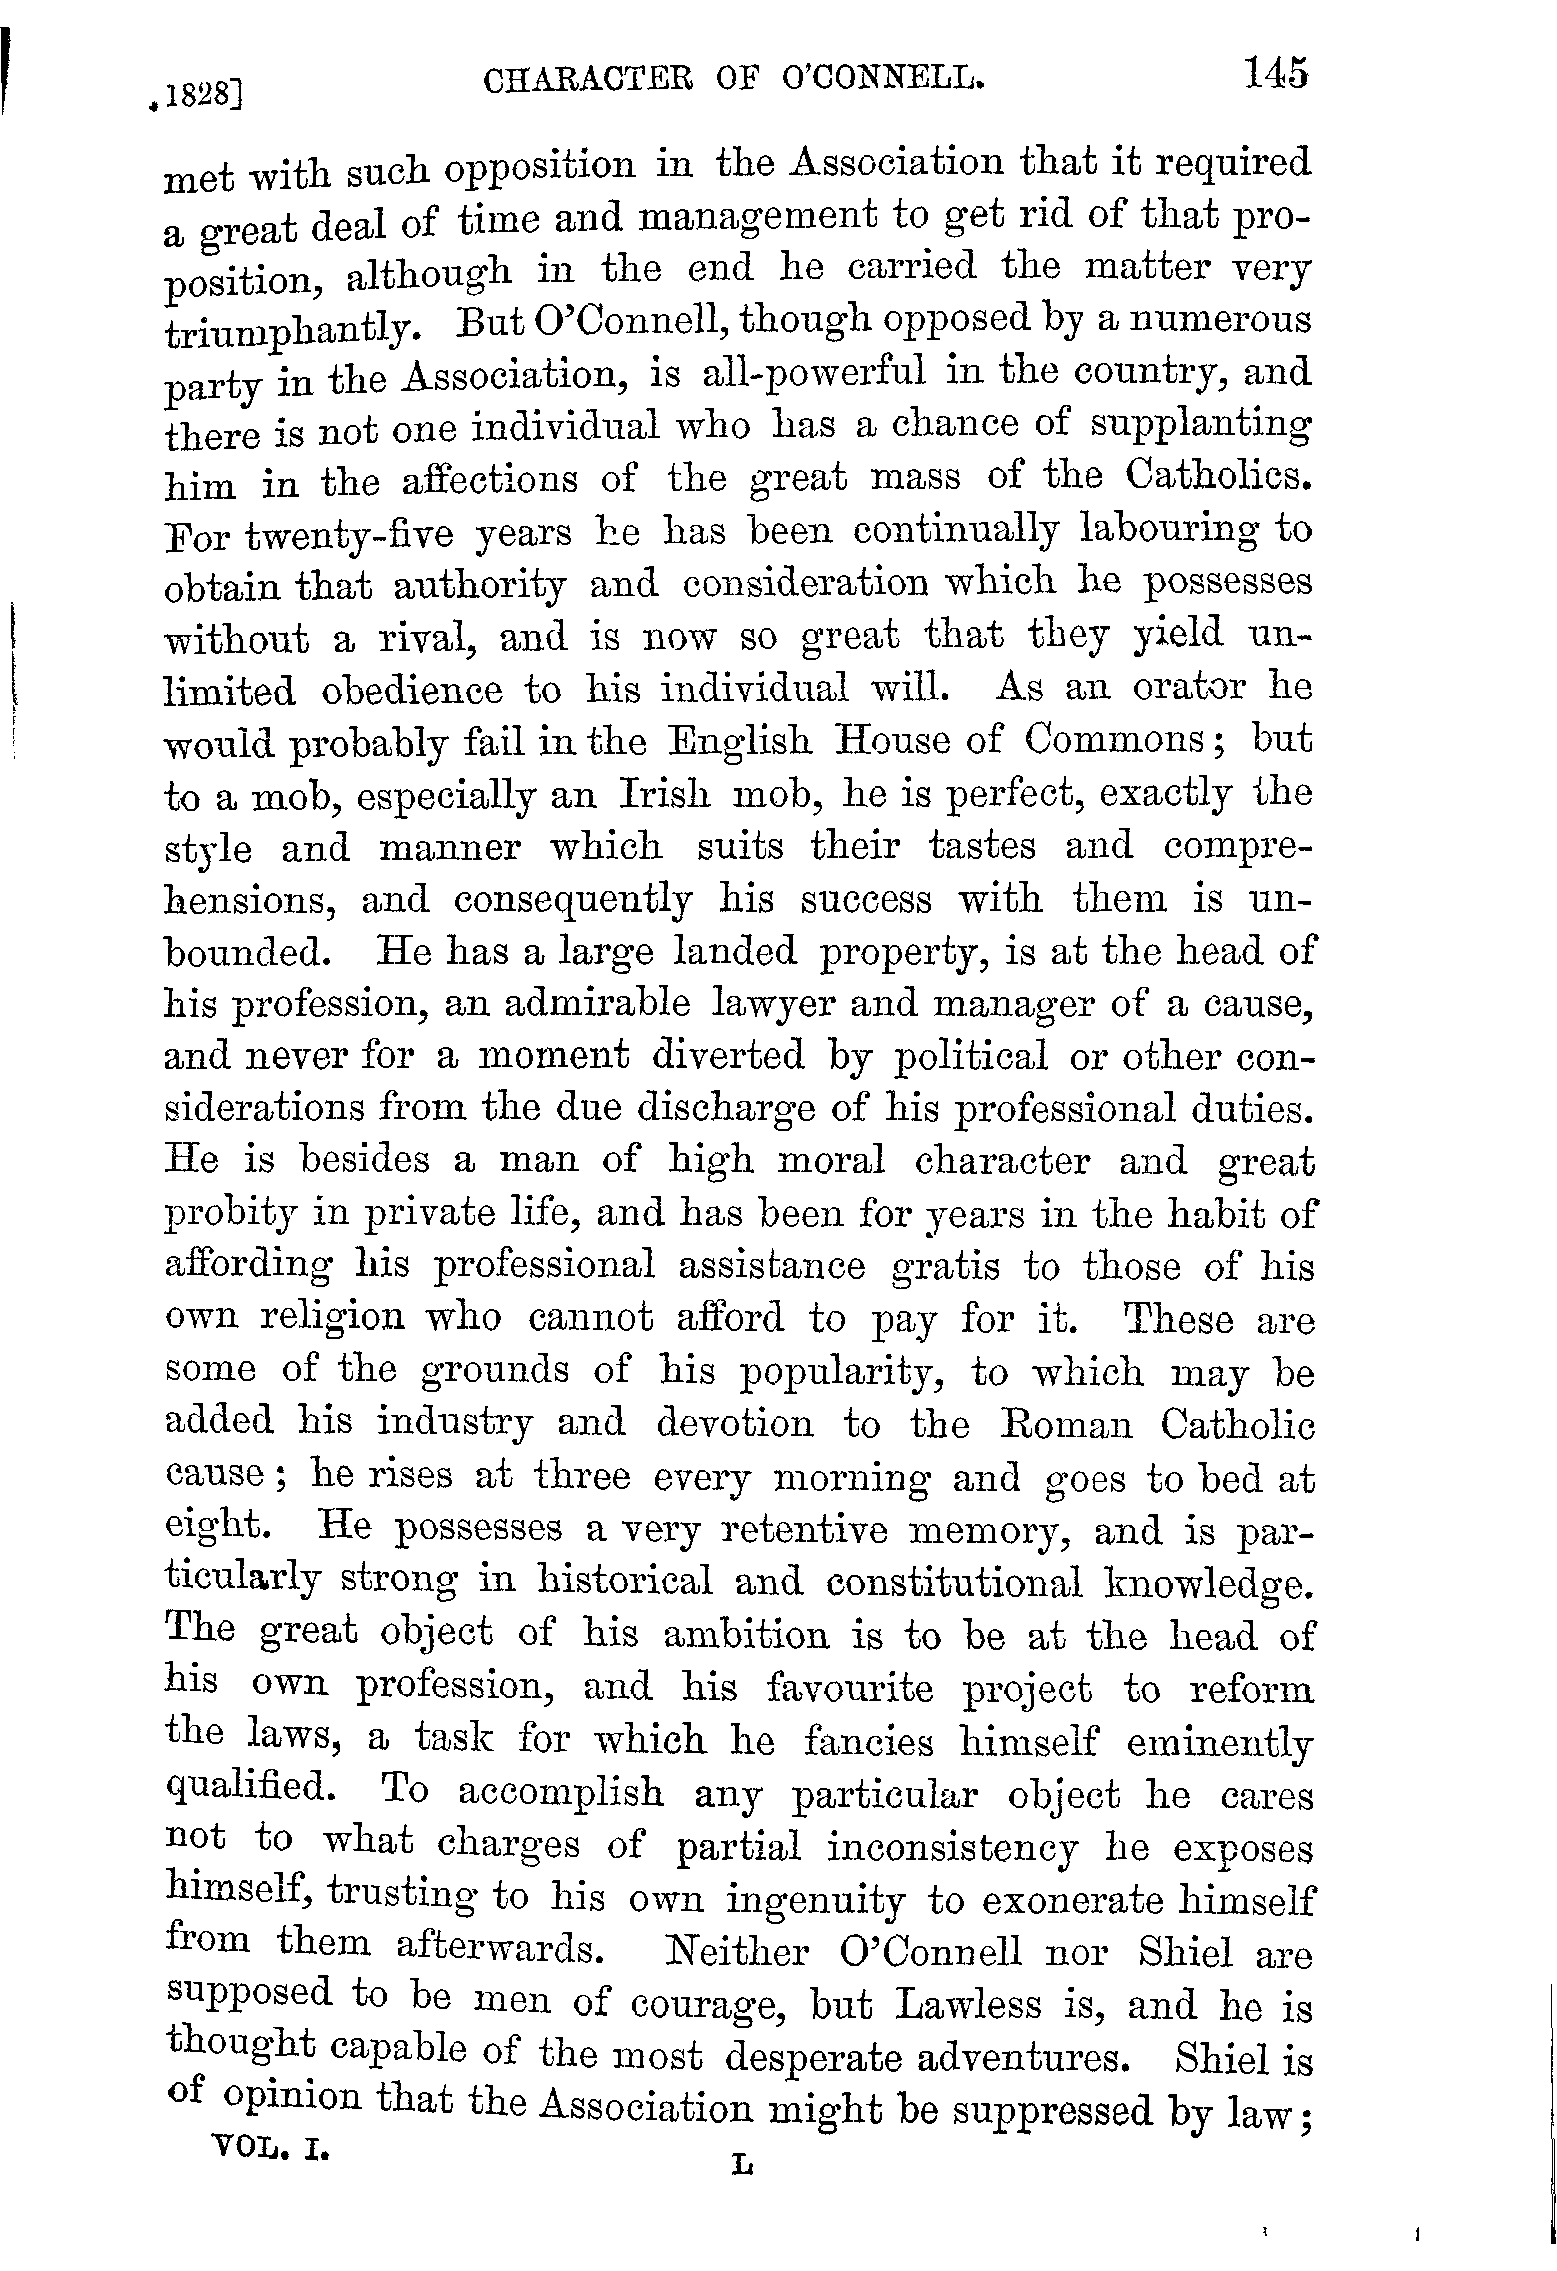 1828] CHARACTER OF O'CONNELL. 145
met with such opposition in the Association that it required
a great deal of time and management to get rid of that pro-
position, although in the end he carried the matter very
triumphantly. But O'Connell, though opposed by a numerous
party in the Association, is all-powerful in the country, and
there is not one individual who has a chance of supplanting
him in the affections of the great mass of the Catholics.
For twenty-five years he has been continually labouring to
obtain that authority and consideration which he possesses
without a rival, and is now so great that they yield un-
limited obedience to his individual will. As an orator he
would probably fail in the English House of Commons; but
to a mob, especially an Irish mob, he is perfect, exactly the
style and manner which suits their tastes and compre-
hensions, and consequently his success with them is un-
bounded. He has a large landed property, is at the head of
his profession, an admirable lawyer and manager of a cause,
and never for a moment diverted by political or other con-
siderations from the due discharge of his professional duties.
He is besides a man of high moral character and great
probity in private life, and has been for years in the habit of
affording his professional assistance gratis to those of his
own religion who cannot afford to pay for it. These are
some of the grounds of his popularity, to which may be
added his industry and devotion to the Roman Catholic
cause; he rises at three every morning and goes to bed at
eight. He possesses a very retentive memory, and is par-
ticularly strong in historical and constitutional knowledge.
The great object of his ambition is to be at the head of
his own profession, and his favourite project to reform
the laws, a task for which he fancies himself eminently
qualified. To accomplish any particular object he cares
not to what charges of partial inconsistency he exposes
himself, trusting to his own ingenuity to exonerate himself
from them afterwards. Neither O'Connell nor Shiel are
supposed to be men of courage, but Lawless is, and he is
thought capable of the most desperate adventures. Shiel is
of opinion that the Association might be suppressed by law;
VOL. I. L